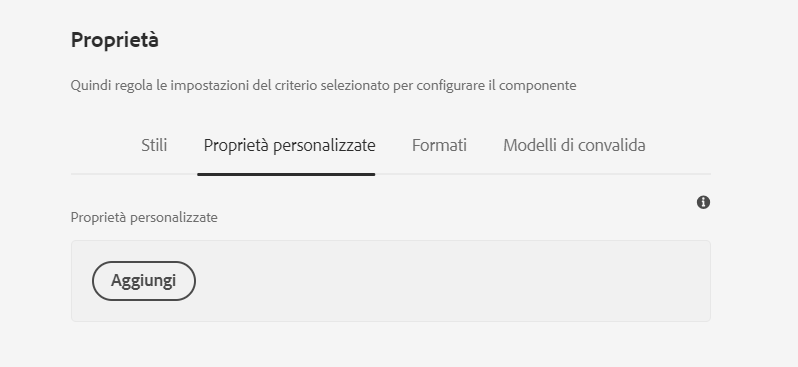 Proprietà
Quindi regola le impostazioni del criterio selezionato per configurare il componente
Stili Proprietà personalizzate Formati Modelli di convalida
Proprietà personalizzate
Aggiungi